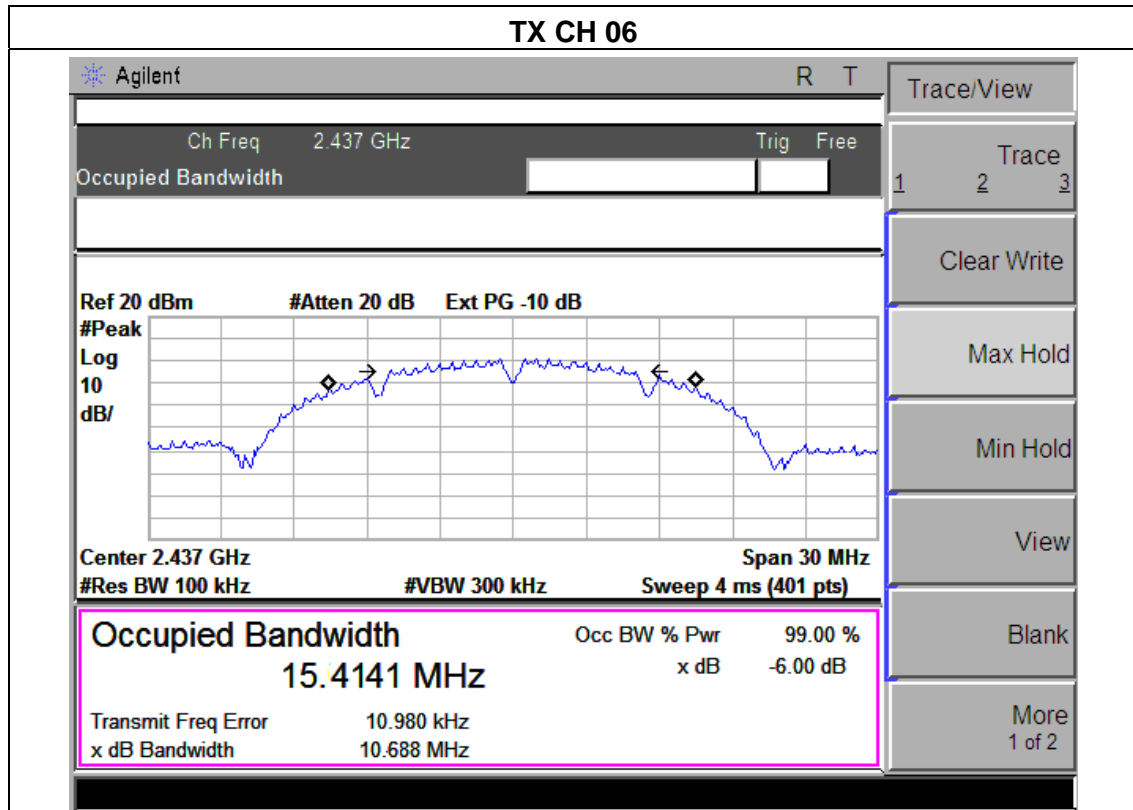 TX CH 06
Agilent R T
Trace/View
Ch Freq 2.437 GHz Trig Free
Occupied Bandwidth
Trace
1 2 3
Clear Write
Ref 20 dBm #Atten 20 dB Ext PG -10 dB
#Peak
Log
10
dB/
Max Hold
Min Hold
View
Center 2.437 GHz Span 30 MHz
#Res BW 100 kHz #VBW 300 kHz Sweep 4 ms (401 pts)
Occupied Bandwidth Occ BW % Pwr 99.00 %
15.4141 MHz x dB -6.00 dB
Blank
Transmit Freq Error 10.980 kHz
x dB Bandwidth 10.688 MHz
More
1 of 2